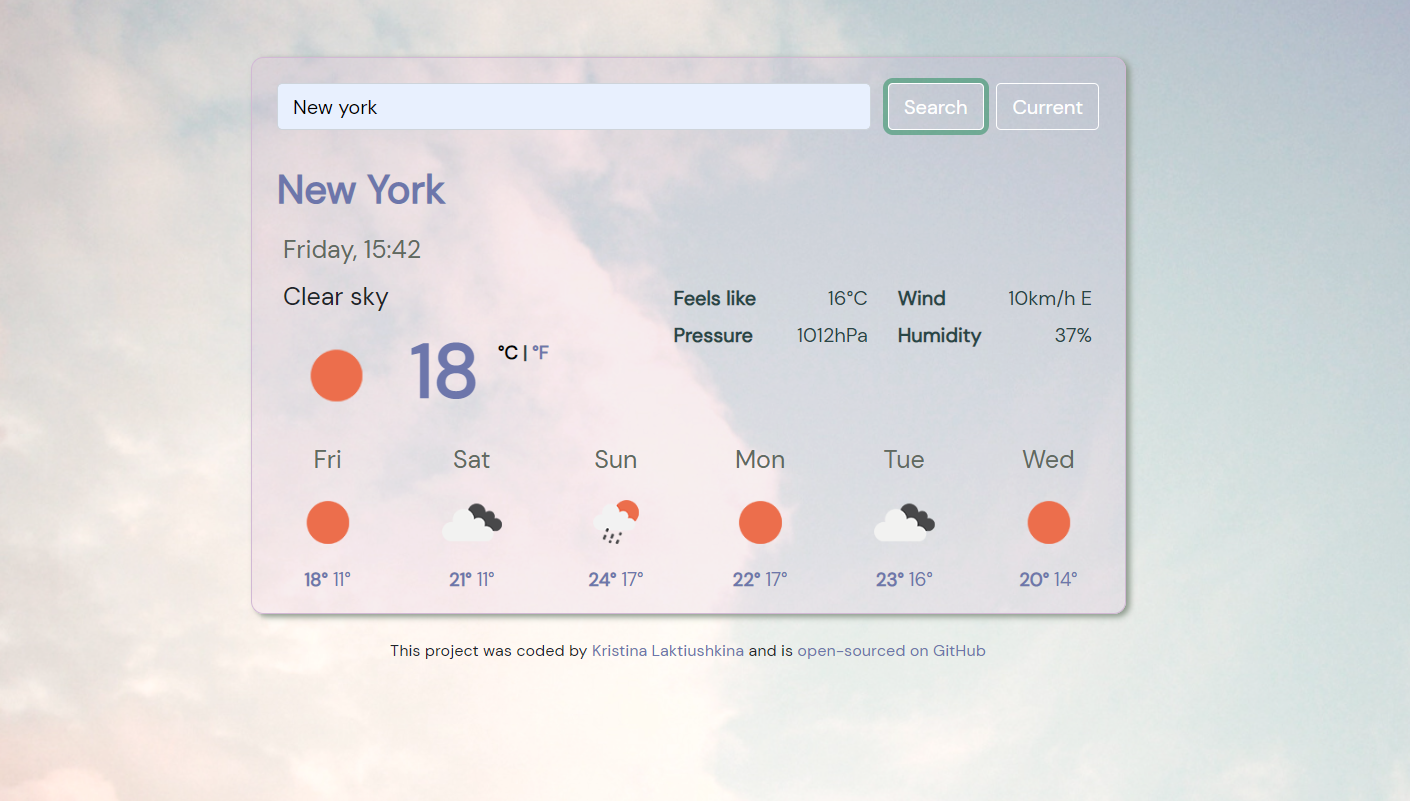 New york
Search
Current
New York
Friday, 15:42
Clear sky
Feels like 16°C Wind 10km/h E
Pressure 1012hPa Humidity 37%
18 °C | °F
Fri Sat Sun Mon Tue Wed
18° 11° 21° 11° 24° 17° 22° 17° 23° 16° 20° 14°
This project was coded by Kristina Laktiushkina and is open-sourced on GitHub